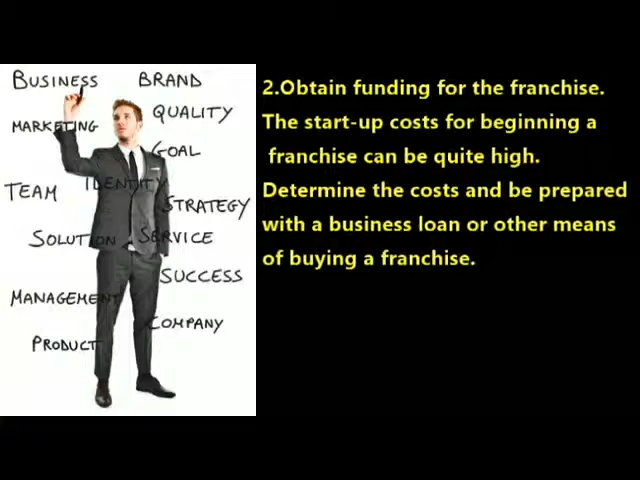 BUSINESS BRAND
QUALITY
MARKETING
GOAL
IDENTITY
TEAM
STRATEGY
SOLUTION SERVICE
SUCCESS
MANAGEMENT
COMPANY
PRODUCT
2.Obtain funding for the franchise.
The start-up costs for beginning a
franchise can be quite high.
Determine the costs and be prepared
with a business loan or other means
of buying a franchise.